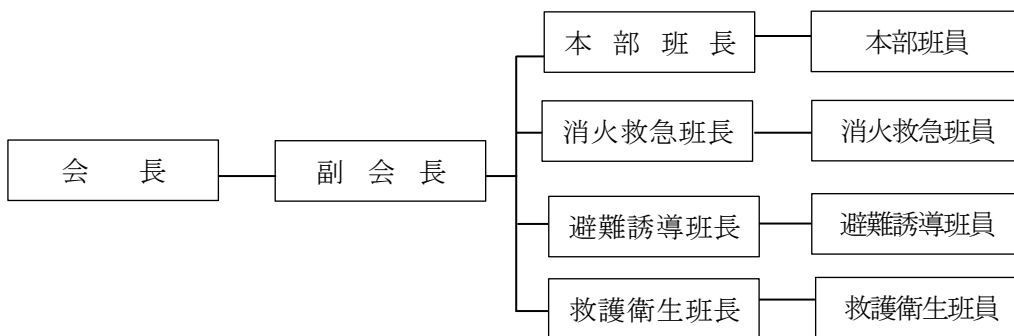 本部班長
本部班員
消火救急班長
消火救急班員
会長
副会長
避難誘導班長
避難誘導班員
救護衛生班長
救護衛生班員